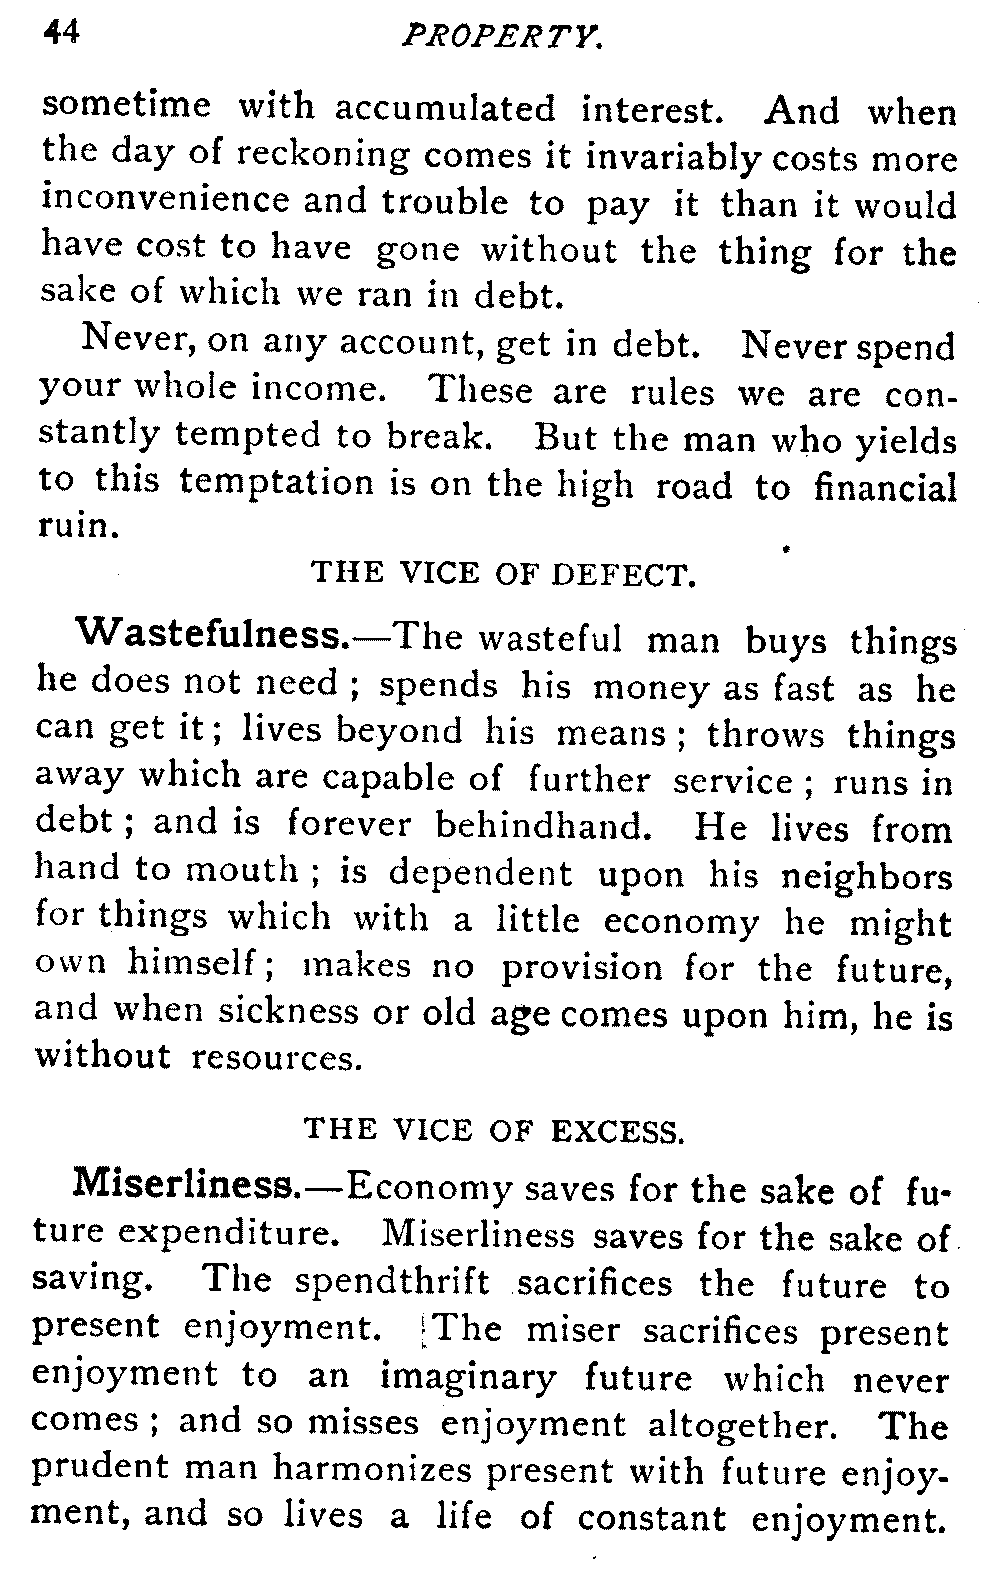 44 PROPERTY.
sometime with accumulated interest. And when
the day of reckoning comes it invariably costs more
inconvenience and trouble to pay it than it would
have cost to have gone without the thing for the
sake of which we ran in debt.
Never, on any account, get in debt. Never spend
your whole income. These are rules we are con-
stantly tempted to break. But the man who yields
to this temptation is on the high road to financial
ruin.
THE VICE OF DEFECT.
Wastefulness.—The wasteful man buys things
he does not need ; spends his money as fast as he
can get it ; lives beyond his means ; throws things
away which are capable of further service ; runs in
debt ; and is forever behindhand. He lives from
hand to mouth ; is dependent upon his neighbors
for things which with a little economy he might
own himself ; makes no provision for the future,
and when sickness or old age comes upon him, he is
without resources.
THE VICE OF EXCESS.
Miserliness.—Economy saves for the sake of fu-
ture expenditure. Miserliness saves for the sake of
saving. The spendthrift sacrifices the future to
present enjoyment. The miser sacrifices present
enjoyment to an imaginary future which never
comes ; and so misses enjoyment altogether. The
prudent man harmonizes present with future enjoy-
ment, and so lives a life of constant enjoyment.